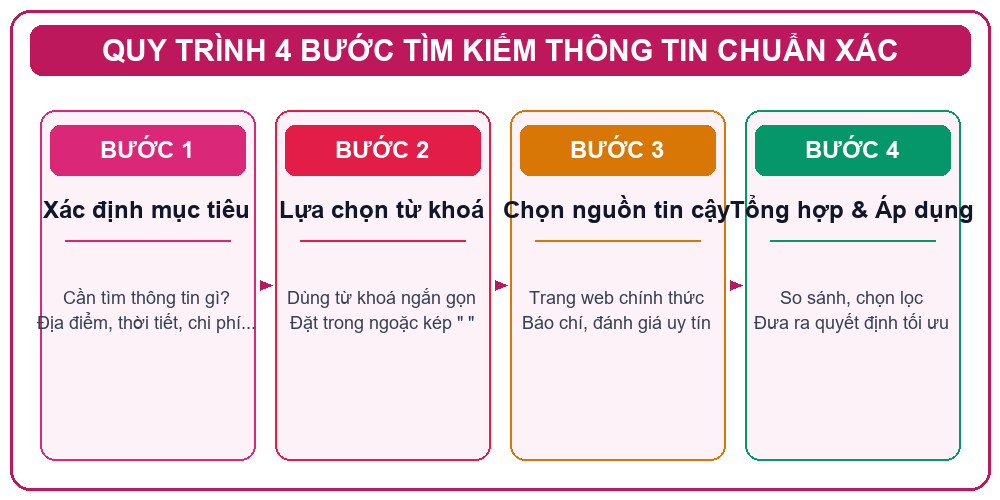 QUY TRÌNH 4 BƯỚC TÌM KIẾM THÔNG TIN CHUẨN XÁC
BƯỚC 1
Xác định mục tiêu
Cần tìm thông tin gì?
Địa điểm, thời tiết, chi phí...
BƯỚC 2
Lựa chọn từ khoá
Dùng từ khoá ngắn gọn
Đặt trong ngoặc kép " "
BƯỚC 3
Chọn nguồn tin cậy
Trang web chính thức
Báo chí, đánh giá uy tín
BƯỚC 4
Tổng hợp & Áp dụng
So sánh, chọn lọc
Đưa ra quyết định tối ưu